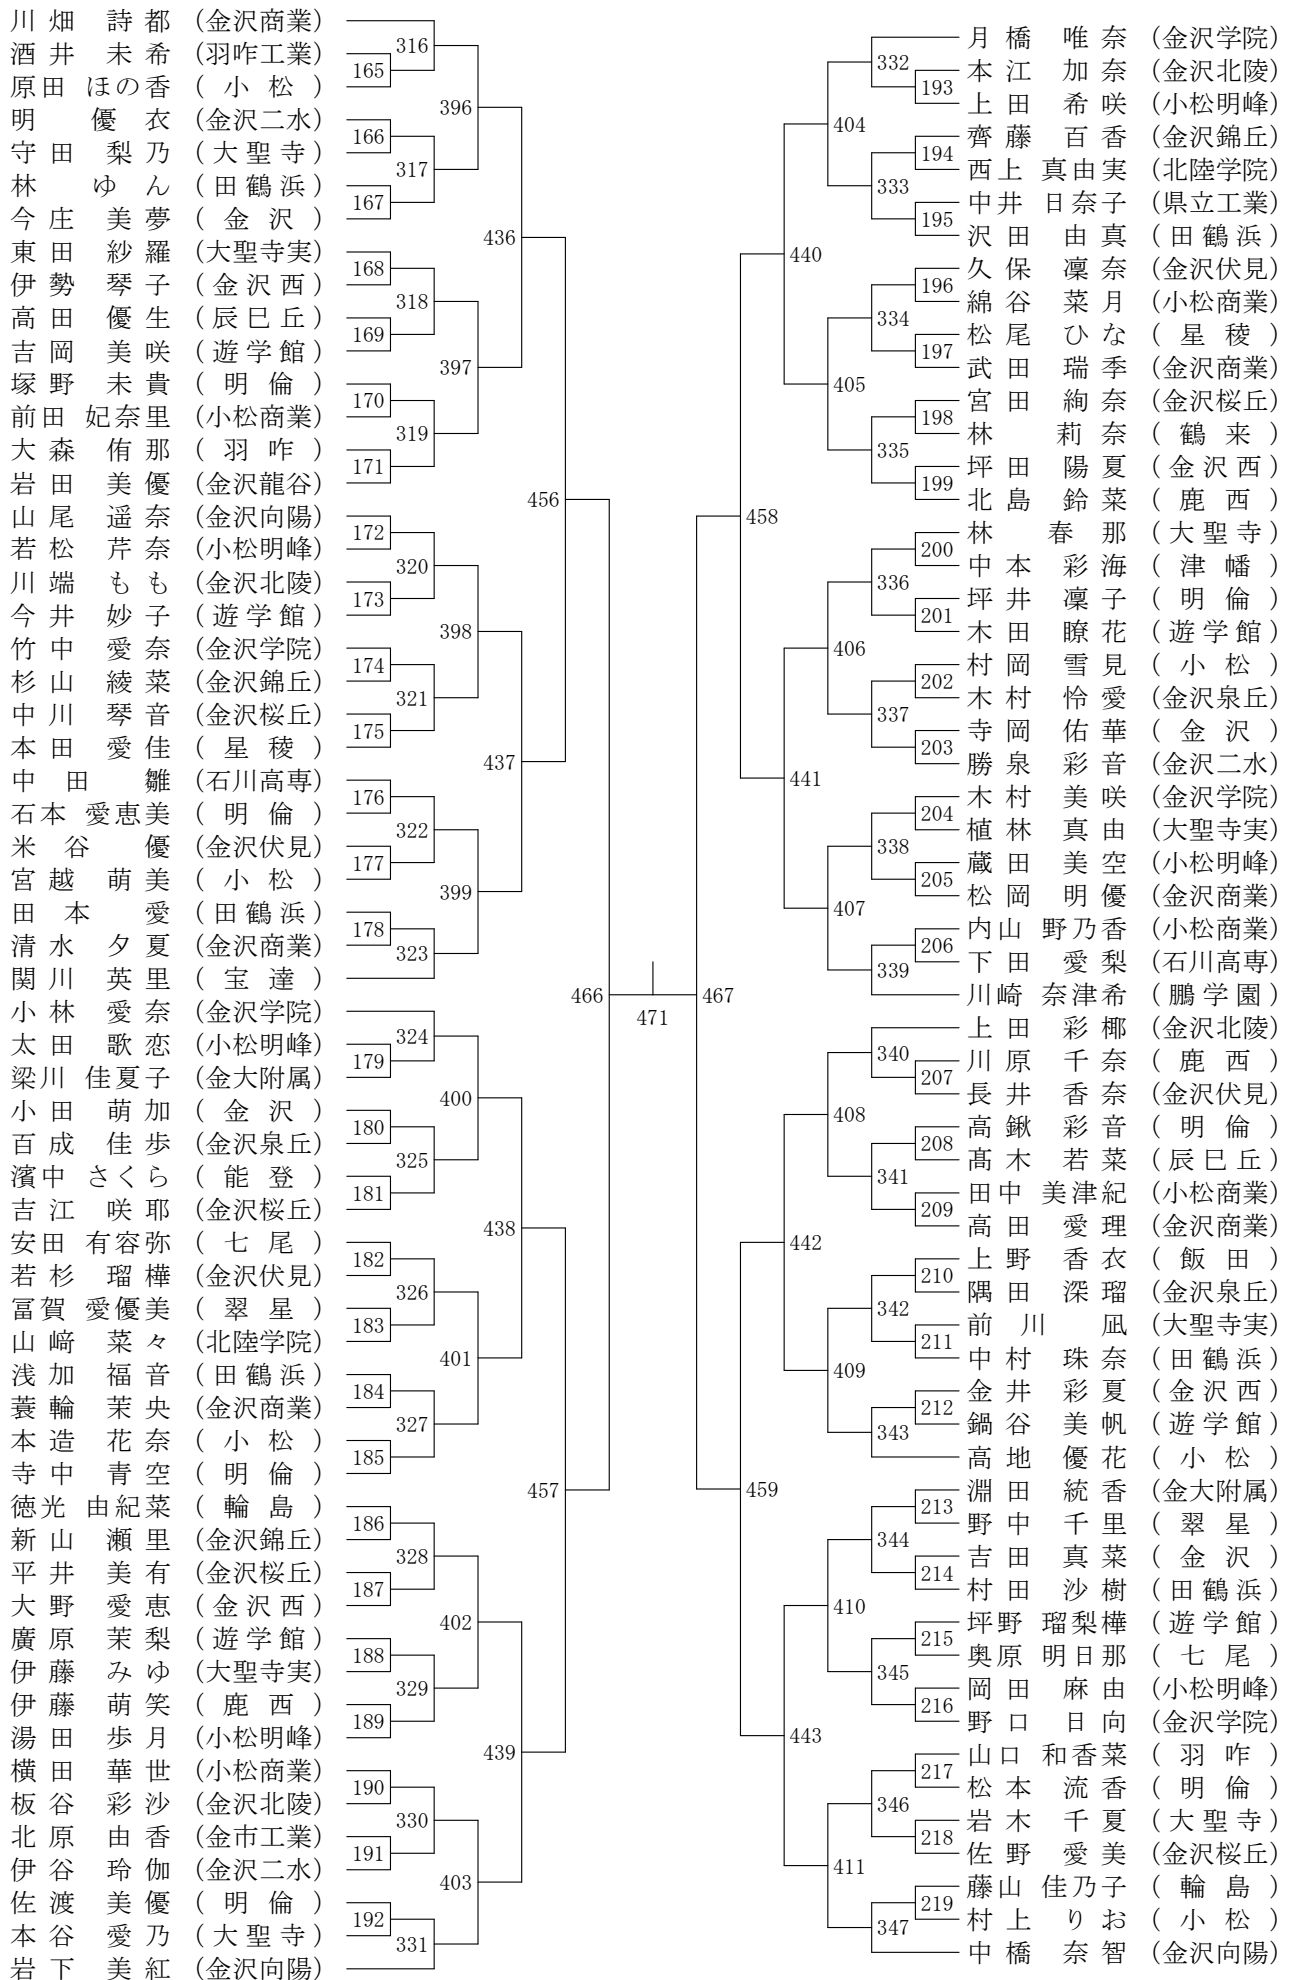 川畑 詩都 (金沢商業)
酒井 未希 (羽咋工業)
原田 ほの香 (小松)
明 優衣 (金沢二水)
守田 梨乃 (大聖寺)
林 ゆん (田鶴浜)
今庄 美夢 (金沢)
東田 紗羅 (大聖寺実)
伊勢 琴子 (金沢西)
高田 優生 (辰巳丘)
吉岡 美咲 (遊学館)
塚野 未貴 (明倫)
前田 妃奈里 (小松商業)
大森 侑那 (羽咋)
岩田 美優 (金沢龍谷)
山尾 遥奈 (金沢向陽)
若松 芹奈 (小松明峰)
川端 もも (金沢北陵)
今井 妙子 (遊学館)
竹中 愛奈 (金沢学院)
杉山 綾菜 (金沢錦丘)
中川 琴音 (金沢桜丘)
本田 愛佳 (星稜)
中田 雛 (石川高専)
石本 愛恵美 (明倫)
米谷 優 (金沢伏見)
宮越 萌美 (小松)
田本 愛 (田鶴浜)
清水 夕夏 (金沢商業)
関川 英里 (宝達)
小林 愛奈 (金沢学院)
太田 歌恋 (小松明峰)
梁川 佳夏子 (金大附属)
小田 萌加 (金沢)
百成 佳歩 (金沢泉丘)
濱中 さくら (能登)
吉江 咲耶 (金沢桜丘)
安田 有容弥 (七尾)
若杉 瑠樺 (金沢伏見)
冨賀 愛優美 (翠星)
山﨑 菜々 (北陸学院)
浅加 福音 (田鶴浜)
蓑輪 茉央 (金沢商業)
本造 花奈 (小松)
寺中 青空 (明倫)
徳光 由紀菜 (輪島)
新山 瀬里 (金沢錦丘)
平井 美有 (金沢桜丘)
大野 愛恵 (金沢西)
廣原 茉梨 (遊学館)
伊藤 みゆ (大聖寺実)
伊藤 萌笑 (鹿西)
湯田 歩月 (小松明峰)
横田 華世 (小松商業)
板谷 彩沙 (金沢北陵)
北原 由香 (金市工業)
伊谷 玲伽 (金沢二水)
佐渡 美優 (明倫)
本谷 愛乃 (大聖寺)
岩下 美紅 (金沢向陽)
165
166
167
168
169
170
171
172
173
174
175
176
177
178
179
180
181
182
183
184
185
186
187
188
189
190
191
192
316
317
318
319
320
321
322
323
324
325
326
327
328
329
330
331
396
397
398
399
400
401
402
403
436
437
438
439
456
457
466
471
467
458
459
440
441
442
443
404
405
406
407
408
409
410
411
332
333
334
335
336
337
338
339
340
341
342
343
344
345
346
347
193
194
195
196
197
198
199
200
201
202
203
204
205
206
207
208
209
210
211
212
213
214
215
216
217
218
219
月橋 唯奈 (金沢学院)
本江 加奈 (金沢北陵)
上田 希咲 (小松明峰)
齊藤 百香 (金沢錦丘)
西上 真由実 (北陸学院)
中井 日奈子 (県立工業)
沢田 由真 (田鶴浜)
久保 凜奈 (金沢伏見)
綿谷 菜月 (小松商業)
松尾 ひな (星稜)
武田 瑞季 (金沢商業)
宮田 絢奈 (金沢桜丘)
林 莉奈 (鶴来)
坪田 陽夏 (金沢西)
北島 鈴菜 (鹿西)
林 春那 (大聖寺)
中本 彩海 (津幡)
坪井 凜子 (明倫)
木田 瞭花 (遊学館)
村岡 雪見 (小松)
木村 怜愛 (金沢泉丘)
寺岡 佑華 (金沢)
勝泉 彩音 (金沢二水)
木村 美咲 (金沢学院)
植林 真由 (大聖寺実)
蔵田 美空 (小松明峰)
松岡 明優 (金沢商業)
内山 野乃香 (小松商業)
下田 愛梨 (石川高専)
川崎 奈津希 (鵬学園)
上田 彩椰 (金沢北陵)
川原 千奈 (鹿西)
長井 香奈 (金沢伏見)
高鍬 彩音 (明倫)
髙木 若菜 (辰巳丘)
田中 美津紀 (小松商業)
高田 愛理 (金沢商業)
上野 香衣 (飯田)
隅田 深瑠 (金沢泉丘)
前川 凪 (大聖寺実)
中村 珠奈 (田鶴浜)
金井 彩夏 (金沢西)
鍋谷 美帆 (遊学館)
高地 優花 (小松)
淵田 統香 (金大附属)
野中 千里 (翠星)
吉田 真菜 (金沢)
村田 沙樹 (田鶴浜)
坪野 瑠梨樺 (遊学館)
奥原 明日那 (七尾)
岡田 麻由 (小松明峰)
野口 日向 (金沢学院)
山口 和香菜 (羽咋)
松本 流香 (明倫)
岩木 千夏 (大聖寺)
佐野 愛美 (金沢桜丘)
藤山 佳乃子 (輪島)
村上 りお (小松)
中橋 奈智 (金沢向陽)